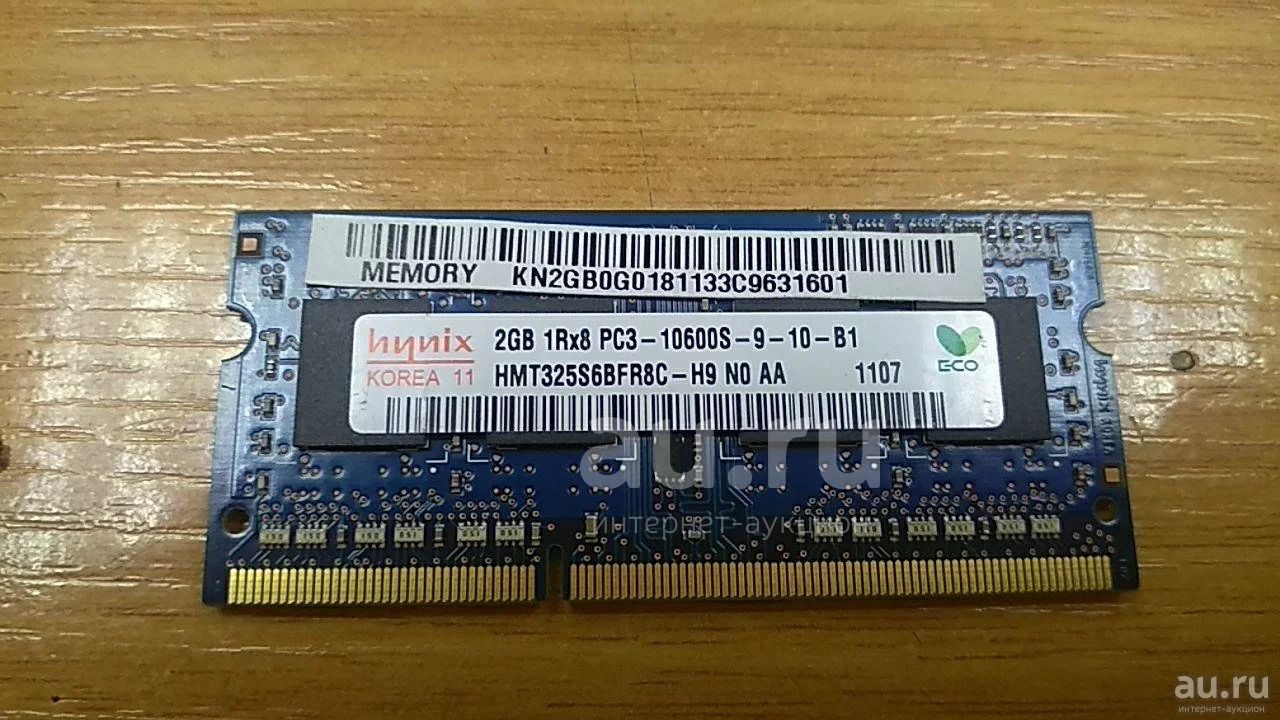 MEMORY KN2GB0G0181133C9631601
hynix
KOREA 11
2GB 1Rx8 PC3-10600S-9-10-B1
HMT325S6BFR8C-H9 N0 AA 1107
ECO
au.ru
интернет-аукцион
au.ru
интернет-аукцион